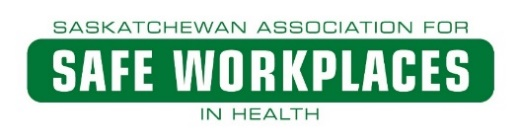 SASKATCHEWAN ASSOCIATION FOR
SAFE WORKPLACES
IN HEALTH